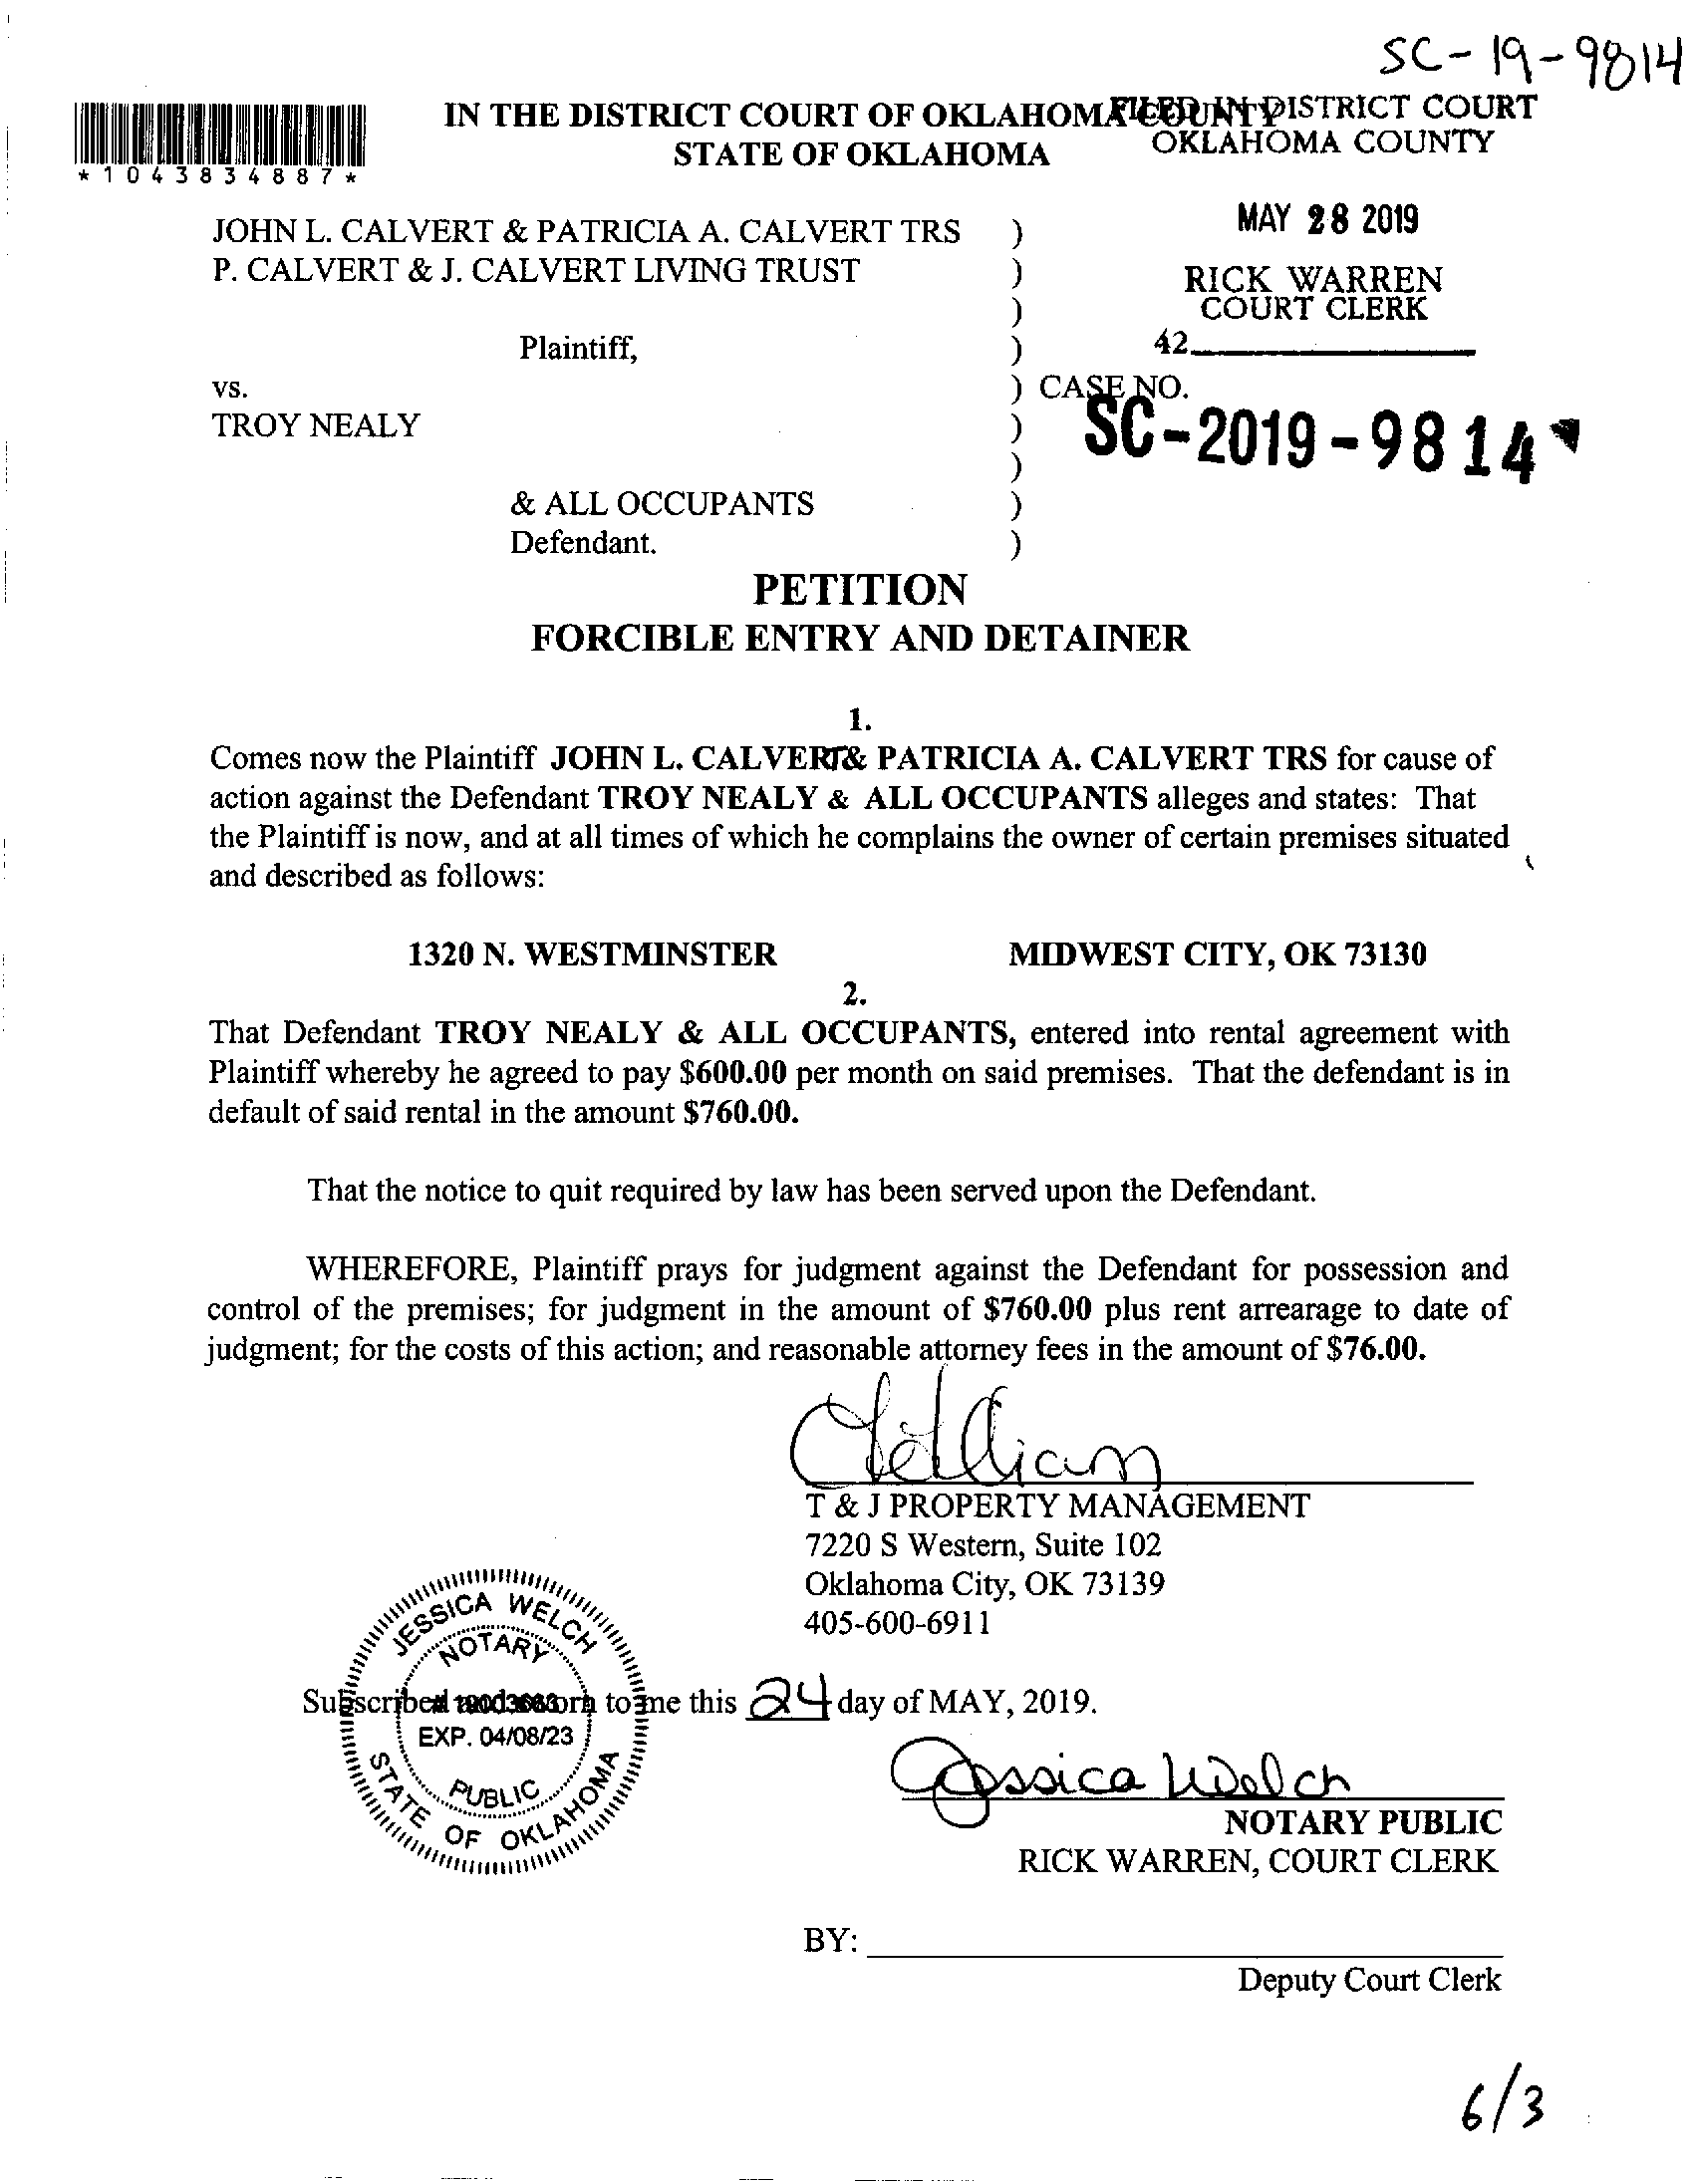 SC-19-9814
*1043834887*
IN THE DISTRICT COURT OF OKLAHOMA COUNTY
STATE OF OKLAHOMA
FILED IN DISTRICT COURT
OKLAHOMA COUNTY
MAY 28 2019
RICK WARREN
COURT CLERK
42
JOHN L. CALVERT & PATRICIA A. CALVERT TRS )
P. CALVERT & J. CALVERT LIVING TRUST )
)
Plaintiff, )
vs. ) CASE NO.
TROY NEALY )
SC-2019-9814
)
& ALL OCCUPANTS )
Defendant. )
PETITION
FORCIBLE ENTRY AND DETAINER
1.
Comes now the Plaintiff JOHN L. CALVERT& PATRICIA A. CALVERT TRS for cause of
action against the Defendant TROY NEALY & ALL OCCUPANTS alleges and states: That
the Plaintiff is now, and at all times of which he complains the owner of certain premises situated
and described as follows:
1320 N. WESTMINSTER MIDWEST CITY, OK 73130
2.
That Defendant TROY NEALY & ALL OCCUPANTS, entered into rental agreement with
Plaintiff whereby he agreed to pay $600.00 per month on said premises. That the defendant is in
default of said rental in the amount $760.00.
That the notice to quit required by law has been served upon the Defendant.
WHEREFORE, Plaintiff prays for judgment against the Defendant for possession and
control of the premises; for judgment in the amount of $760.00 plus rent arrearage to date of
judgment; for the costs of this action; and reasonable attorney fees in the amount of $76.00.
T & J PROPERTY MANAGEMENT
7220 S Western, Suite 102
Oklahoma City, OK 73139
405-600-6911
JESSICA WELCH
NOTARY
EXP. 04/08/23
PUBLIC
STATE OF OKLAHOMA
Subscribed and sworn to me this 24 day of MAY, 2019.
Jessica Welch
NOTARY PUBLIC
RICK WARREN, COURT CLERK
BY:
Deputy Court Clerk
6/3